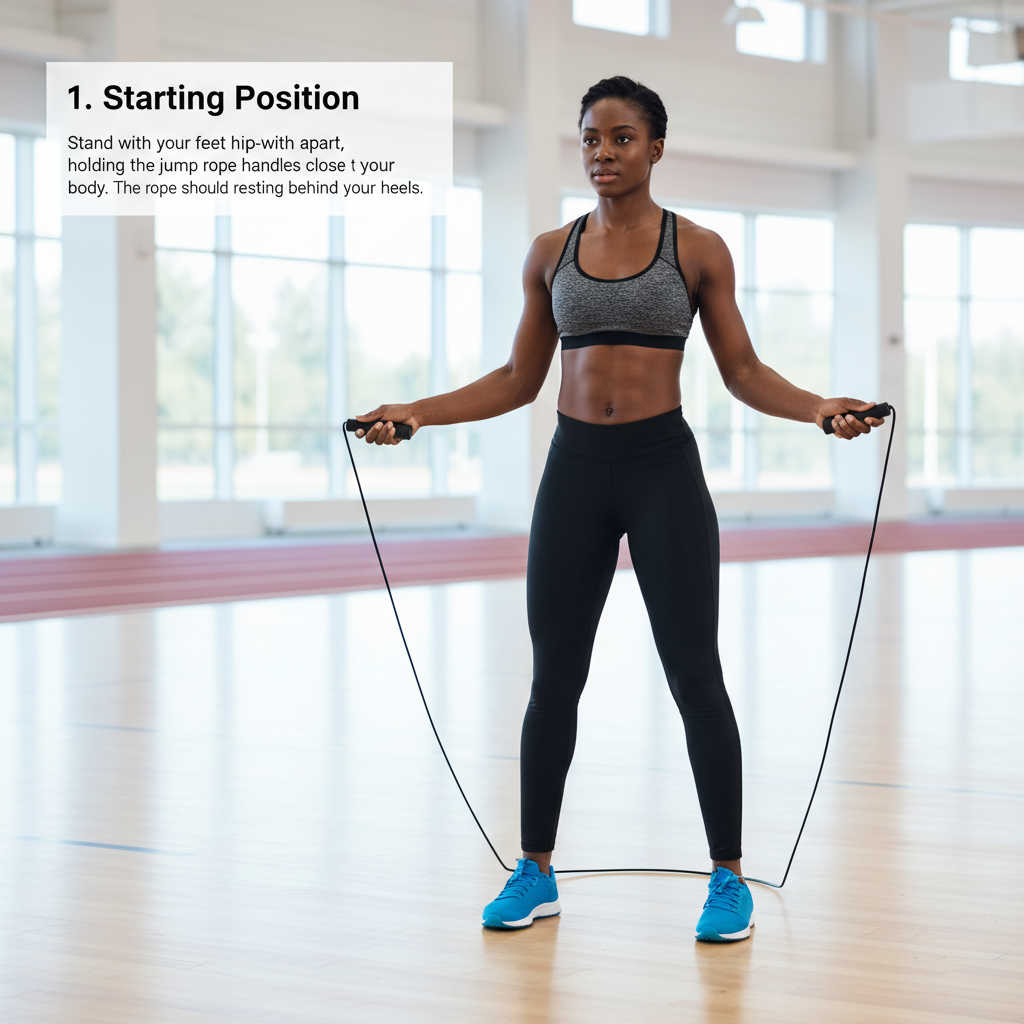 1. Starting Position
Stand with your feet hip-with apart,
holding the jump rope handles close t your
body. The rope should resting behind your heels.